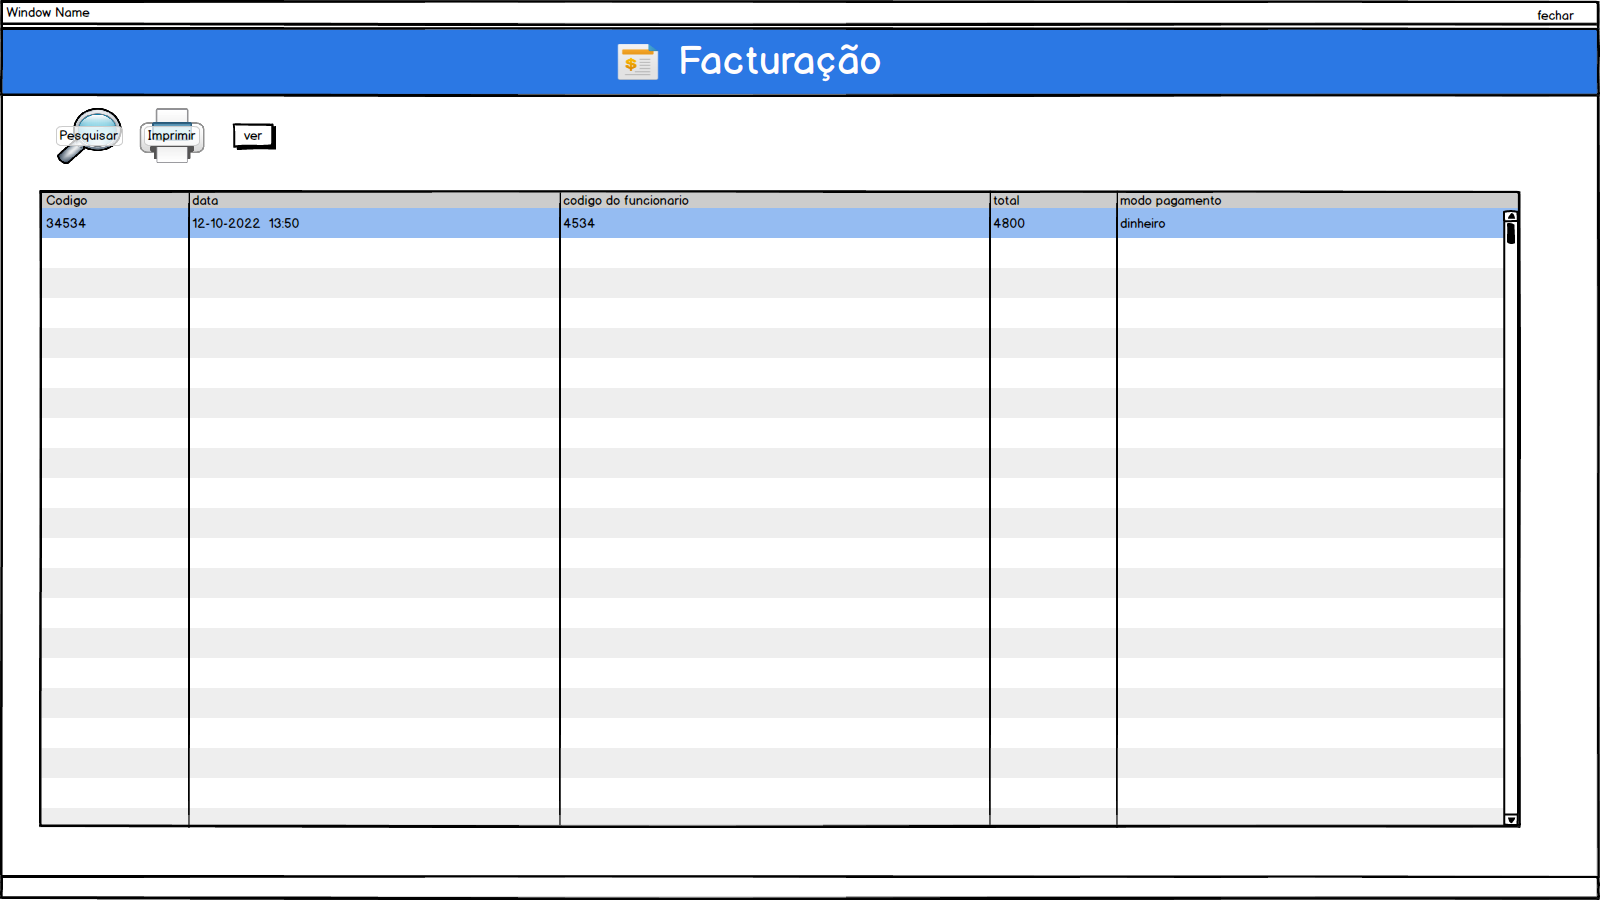 Window Name
fechar
$ Facturação
Pesquisar Imprimir ver
Codigo data codigo do funcionario total modo pagamento
34534 12-10-2022 13:50 4534 4800 dinheiro